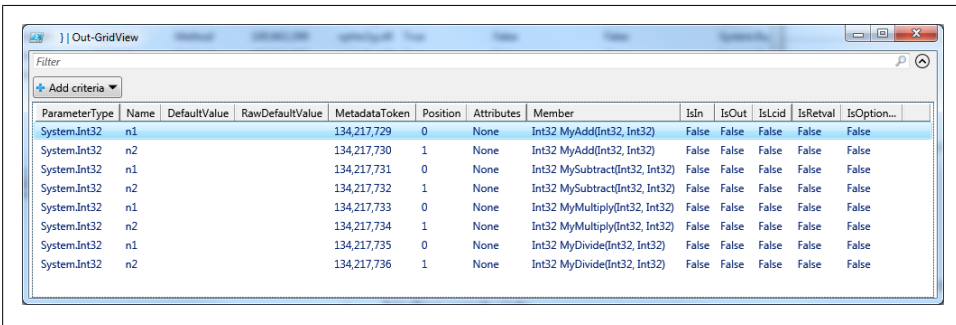 } | Out-GridView
Filter
Add criteria
ParameterType Name DefaultValue RawDefaultValue MetadataToken Position Attributes Member IsIn IsOut IsLcid IsRetval IsOption...
System.Int32 n1 134,217,729 0 None Int32 MyAdd(Int32, Int32) False False False False False
System.Int32 n2 134,217,730 1 None Int32 MyAdd(Int32, Int32) False False False False False
System.Int32 n1 134,217,731 0 None Int32 MySubtract(Int32, Int32) False False False False False
System.Int32 n2 134,217,732 1 None Int32 MySubtract(Int32, Int32) False False False False False
System.Int32 n1 134,217,733 0 None Int32 MyMultiply(Int32, Int32) False False False False False
System.Int32 n2 134,217,734 1 None Int32 MyMultiply(Int32, Int32) False False False False False
System.Int32 n1 134,217,735 0 None Int32 MyDivide(Int32, Int32) False False False False False
System.Int32 n2 134,217,736 1 None Int32 MyDivide(Int32, Int32) False False False False False